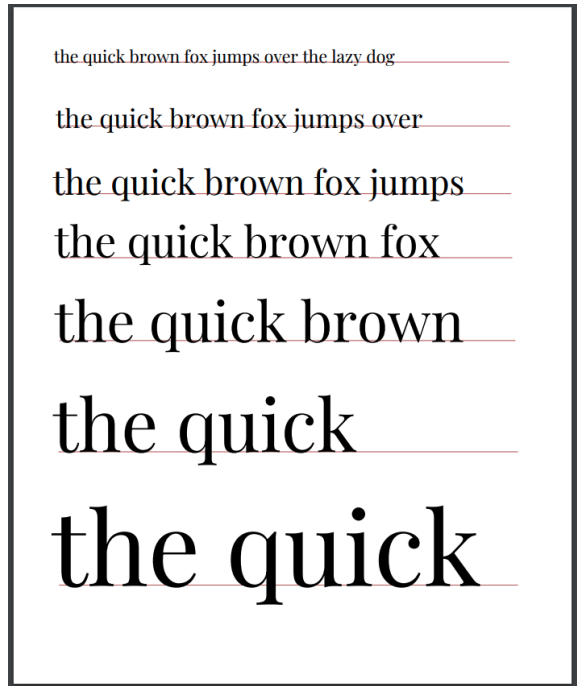 the quick brown fox jumps over the lazy dog
the quick brown fox jumps over
the quick brown fox jumps
the quick brown fox
the quick brown
the quick
the quick